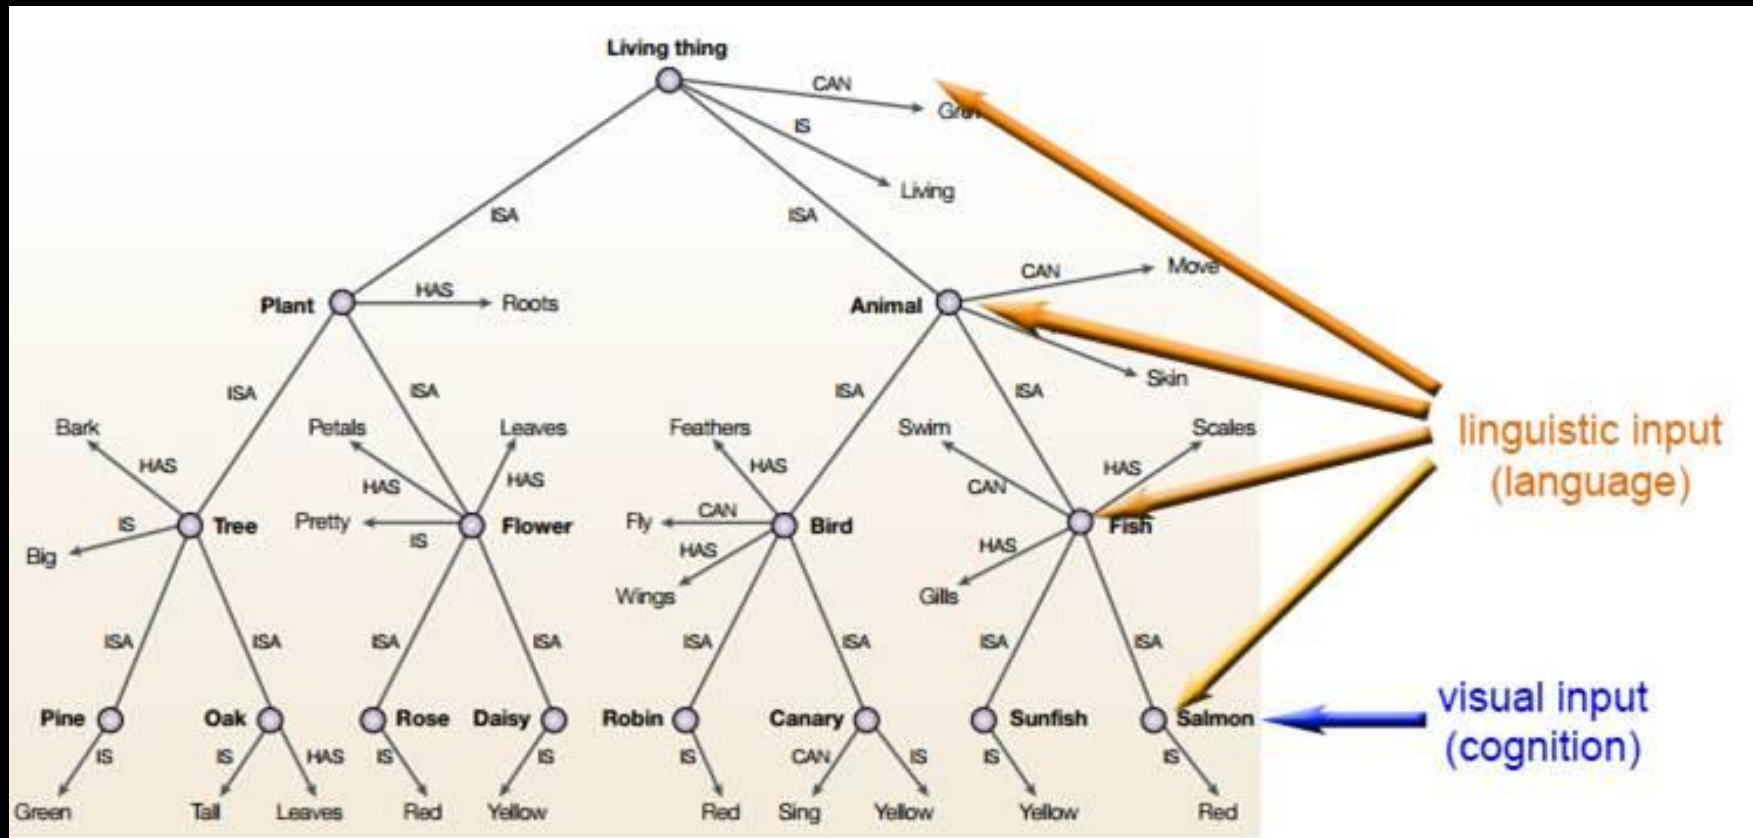 Living thing
CAN
IS
Living
ISA
ISA
CAN
Move
Plant
HAS
Roots
Animal
Skin
ISA
ISA
ISA
ISA
Bark
Petals
Leaves
Feathers
Swim
Scales
linguistic input
(language)
HAS
HAS
HAS
HAS
HAS
CAN
IS
Tree
Pretty
Flower
Fly
CAN
Bird
Fish
Big
IS
HAS
HAS
Wings
Gills
ISA
ISA
ISA
ISA
ISA
ISA
ISA
ISA
Pine
Oak
Rose
Daisy
Robin
Canary
Sunfish
Salmon
visual input
(cognition)
IS
IS
HAS
IS
IS
IS
CAN
IS
IS
IS
Green
Tall
Leaves
Red
Yellow
Red
Sing
Yellow
Yellow
Red